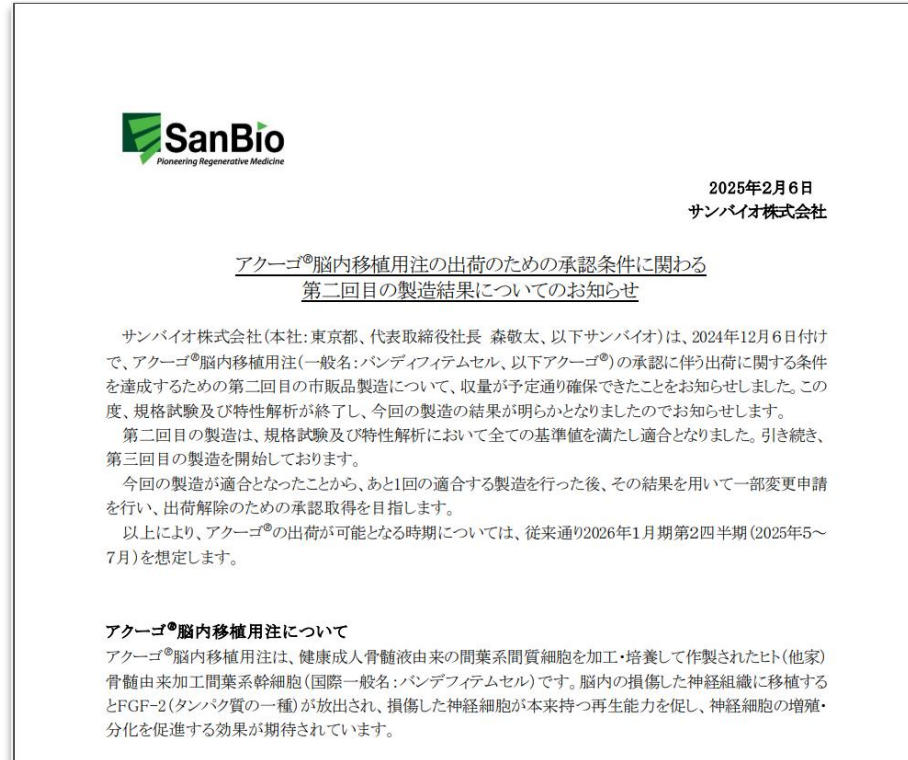 SanBio
Pioneering Regenerative Medicine
2025年2月6日
サンバイオ株式会社
アクーゴ®脳内移植用注の出荷のための承認条件に関わる
第二回目の製造結果についてのお知らせ
サンバイオ株式会社(本社:東京都、代表取締役社長 森敬太、以下サンバイオ)は、2024年12月6日付け
で、アクーゴ®脳内移植用注(一般名:バンディフィテムセル、以下アクーゴ®)の承認に伴う出荷に関する条件
を達成するための第二回目の市販品製造について、収量が予定通り確保できたことをお知らせしました。この
度、規格試験及び特性解析が終了し、今回の製造の結果が明らかとなりましたのでお知らせします。
第二回目の製造は、規格試験及び特性解析において全ての基準値を満たし適合となりました。引き続き、
第三回目の製造を開始しております。
今回の製造が適合となったことから、あと1回の適合する製造を行った後、その結果を用いて一部変更申請
を行い、出荷解除のための承認取得を目指します。
以上により、アクーゴ®の出荷が可能となる時期については、従来通り2026年1月期第2四半期(2025年5~
7月)を想定します。
アクーゴ®脳内移植用注について
アクーゴ®脳内移植用注は、健康成人骨髄液由来の間葉系間質細胞を加工・培養して作製されたヒト(他家)
骨髄由来加工間葉系幹細胞(国際一般名:バンデフィテムセル)です。脳内の損傷した神経組織に移植する
とFGF-2(タンパク質の一種)が放出され、損傷した神経細胞が本来持つ再生能力を促し、神経細胞の増殖・
分化を促進する効果が期待されています。